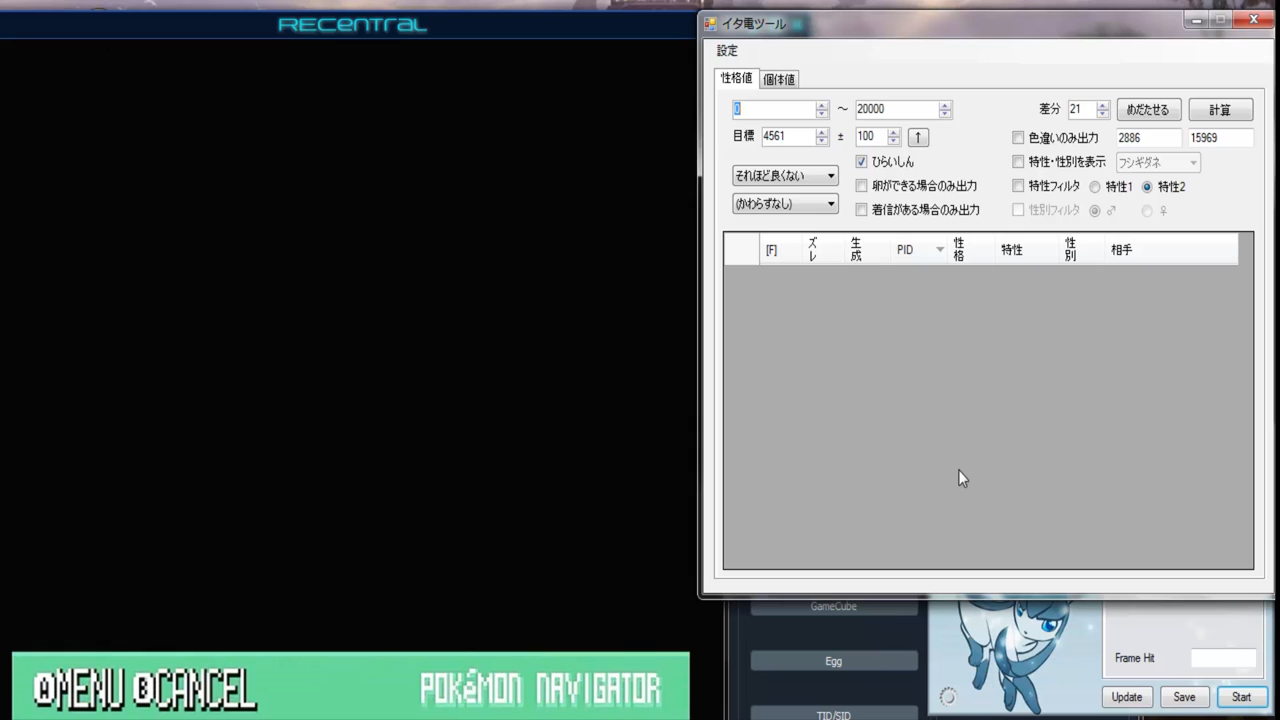 RECENTRAL
イタ電ツール
設定
性格値 個体値
0 ～ 20000 差分 21 めだたせる 計算
目標 4561 ± 100 ↑ 色違いのみ出力 2886 15969
ひらいしん 特性・性別を表示 フシギダネ
それほど良くない 卵ができる場合のみ出力 特性フィルタ 特性1 特性2
(かわらずなし) 着信がある場合のみ出力 性別フィルタ ♂ ♀
[F] ズレ 生成 PID 性格 特性 性別 相手
GameCube
Egg
Frame Hit
TID/SID
Update Save Start
ⒶMENU ⒷCANCEL POKéMON NAVIGATOR